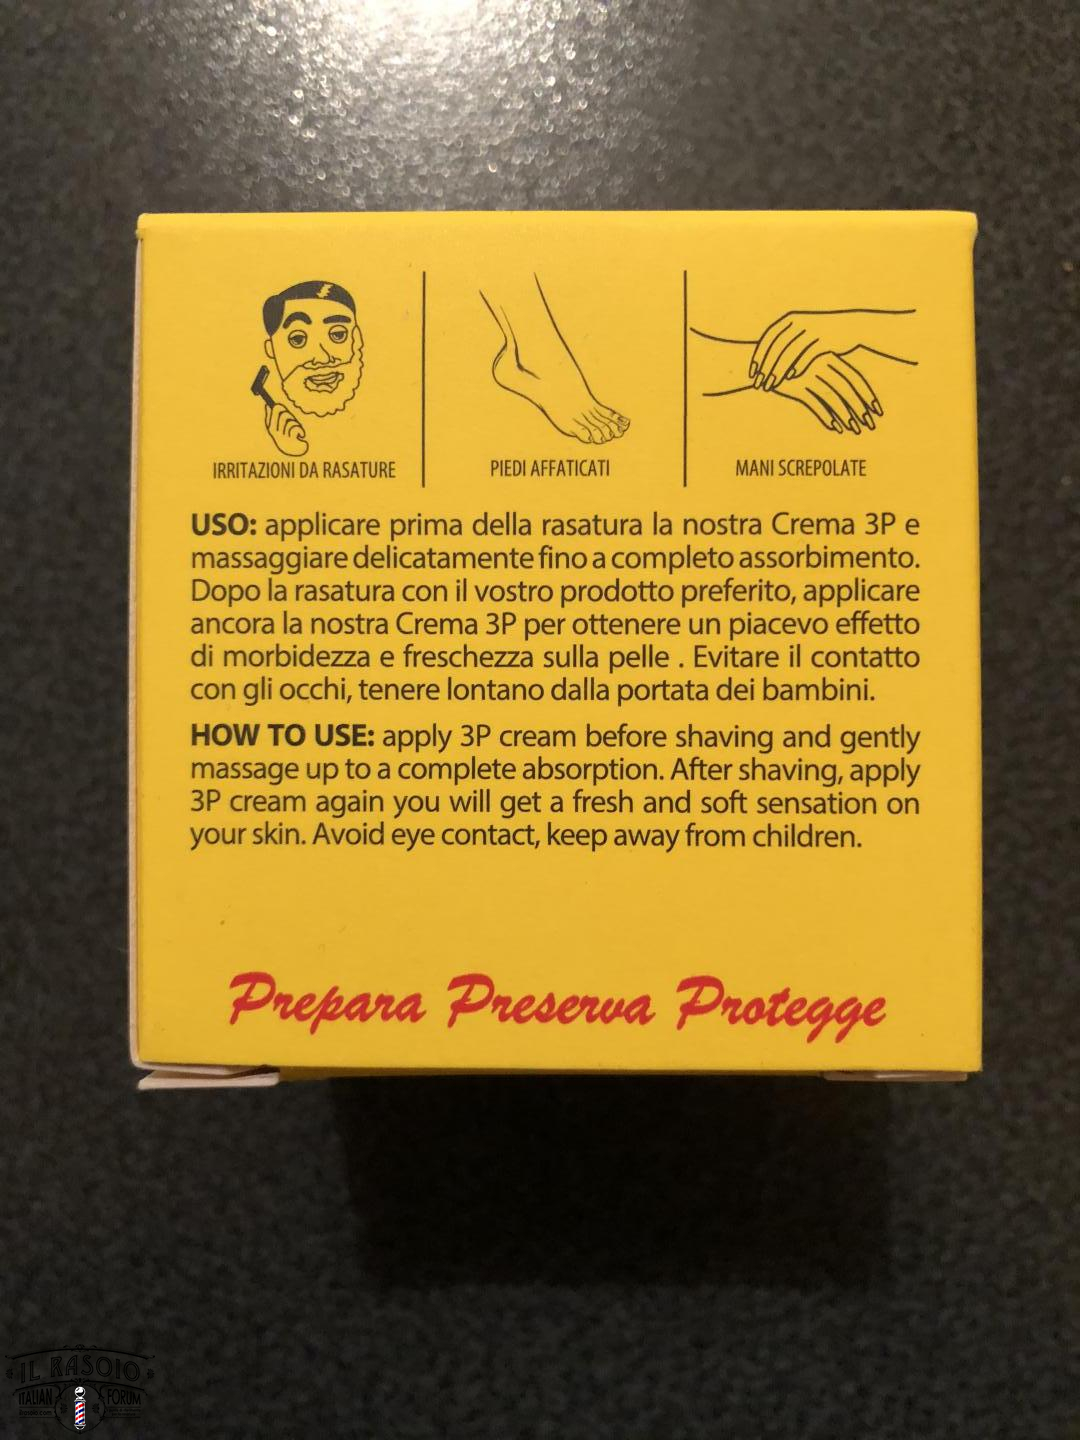 IRRITAZIONI DA RASATURE
PIEDI AFFATICATI
MANI SCREPOLATE
USO: applicare prima della rasatura la nostra Crema 3P e
massaggiare delicatamente fino a completo assorbimento.
Dopo la rasatura con il vostro prodotto preferito, applicare
ancora la nostra Crema 3P per ottenere un piacevo effetto
di morbidezza e freschezza sulla pelle . Evitare il contatto
con gli occhi, tenere lontano dalla portata dei bambini.
HOW TO USE: apply 3P cream before shaving and gently
massage up to a complete absorption. After shaving, apply
3P cream again you will get a fresh and soft sensation on
your skin. Avoid eye contact, keep away from children.
Prepara Preserva Protegge
IL RASOIO
ITALIAN FORUM